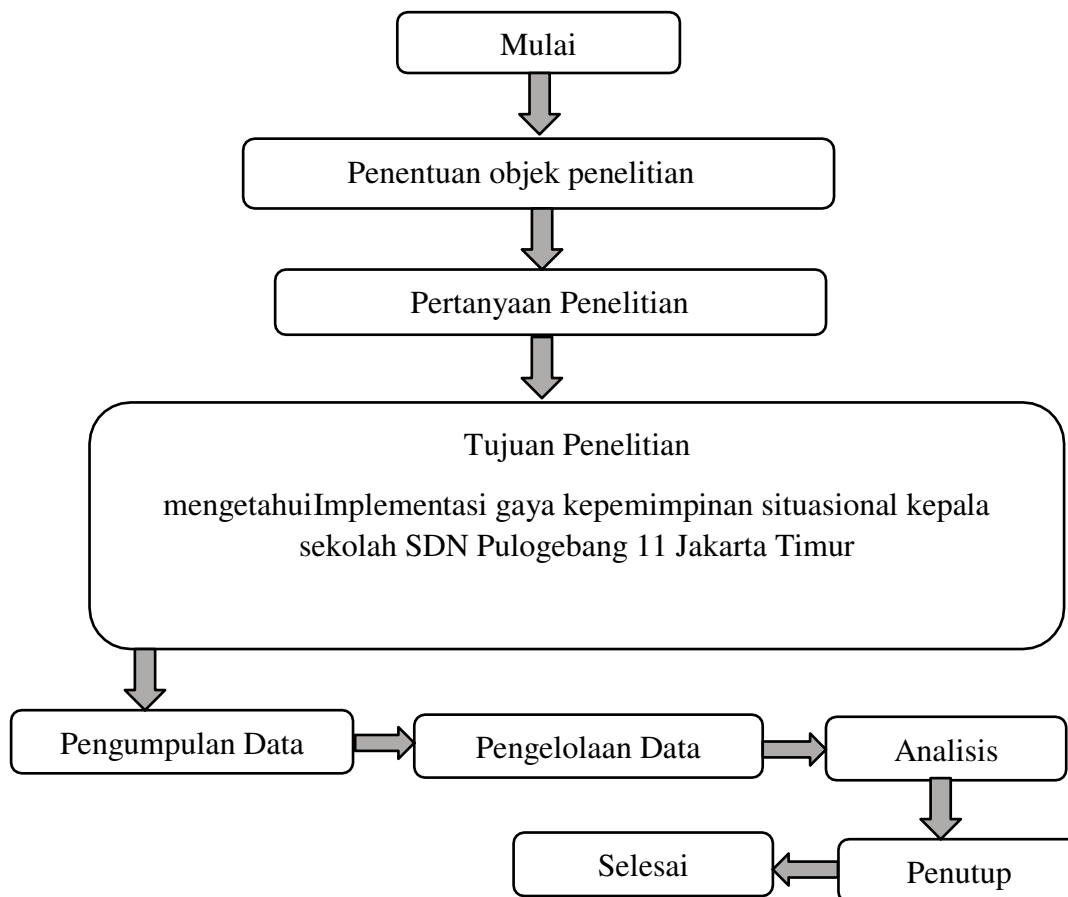 Mulai
Penentuan objek penelitian
Pertanyaan Penelitian
Tujuan Penelitian
mengetahuiImplementasi gaya kepemimpinan situasional kepala
sekolah SDN Pulogebang 11 Jakarta Timur
Pengumpulan Data
Pengelolaan Data
Analisis
Penutup
Selesai